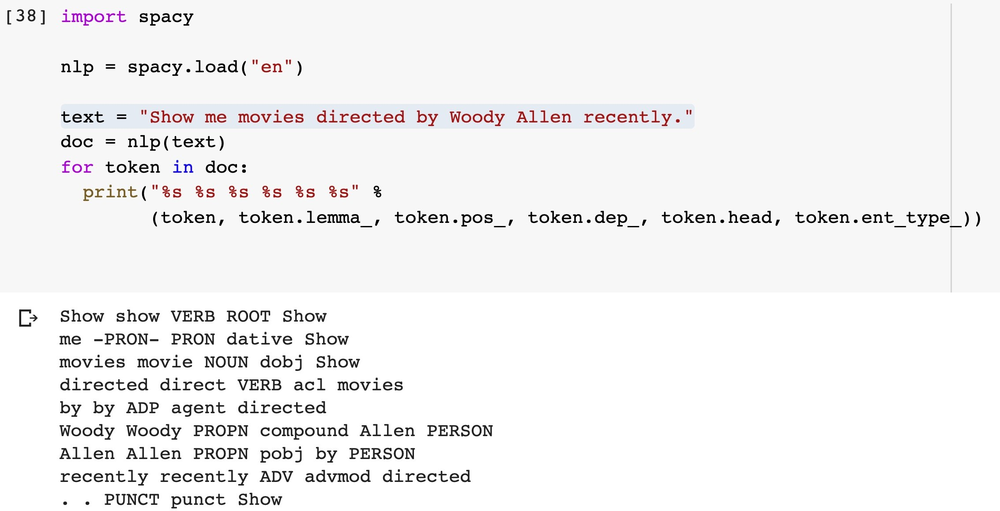 [38] import spacy
nlp = spacy.load("en")
text = "Show me movies directed by Woody Allen recently."
doc = nlp(text)
for token in doc:
  print("%s %s %s %s %s %s" %
        (token, token.lemma_, token.pos_, token.dep_, token.head, token.ent_type_))
Show show VERB ROOT Show
me -PRON- PRON dative Show
movies movie NOUN dobj Show
directed direct VERB acl movies
by by ADP agent directed
Woody Woody PROPN compound Allen PERSON
Allen Allen PROPN pobj by PERSON
recently recently ADV advmod directed
. . PUNCT punct Show